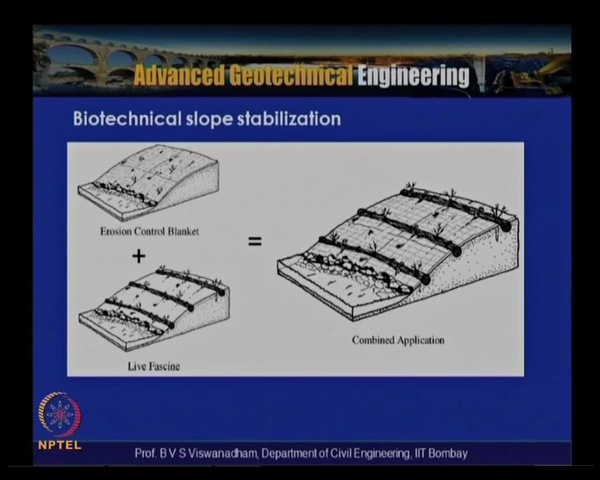 Advanced Geotechnical Engineering
Biotechnical slope stabilization
Erosion Control Blanket
+
=
Live Fascine
Combined Application
NPTEL
Prof. B V S Viswanadham, Department of Civil Engineering, IIT Bombay